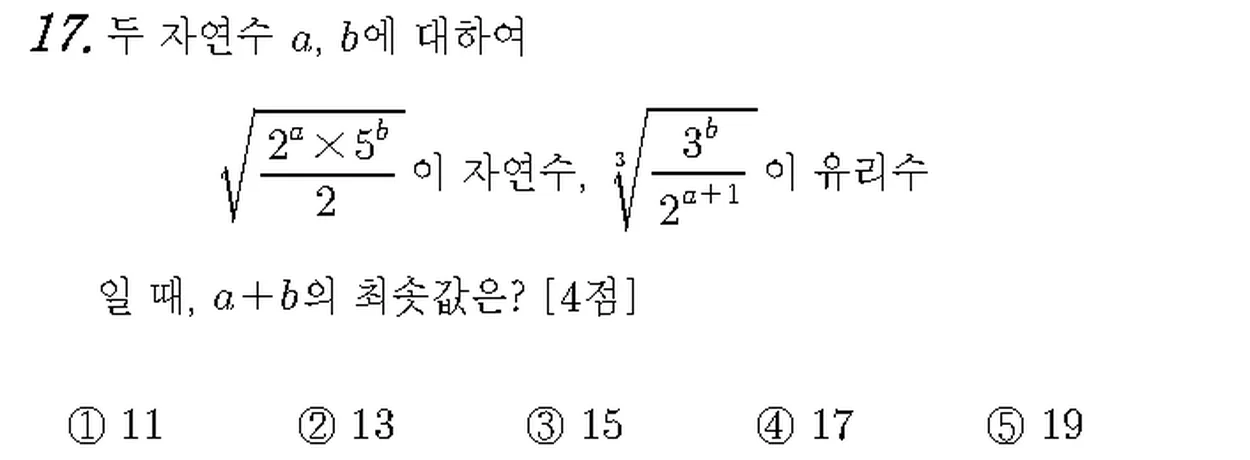 17. 두 자연수 a, b에 대하여
√(2^a × 5^b / 2) 이 자연수, ∛(3^b / 2^(a+1)) 이 유리수
일 때, a+b의 최솟값은? [4점]
① 11 ② 13 ③ 15 ④ 17 ⑤ 19